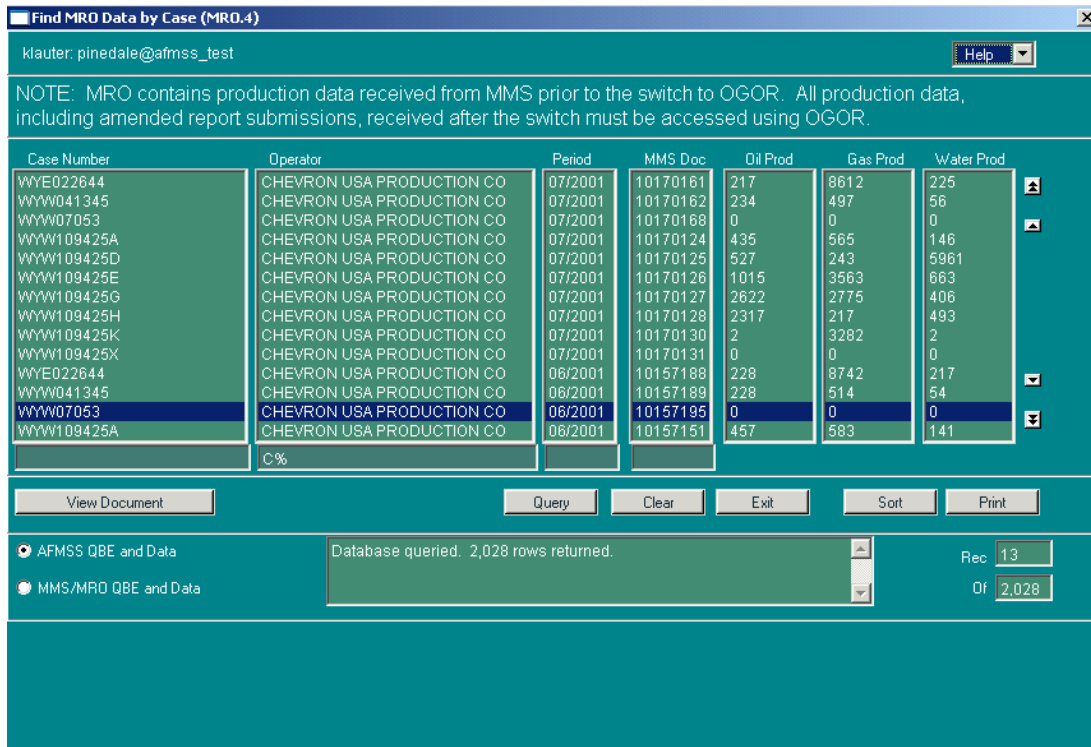 Find MRO Data by Case (MRO.4)
klauter: pinedale@afmss_test
Help
NOTE: MRO contains production data received from MMS prior to the switch to OGOR. All production data,
including amended report submissions, received after the switch must be accessed using OGOR.
Case Number Operator Period MMS Doc Oil Prod Gas Prod Water Prod
WYE022644 CHEVRON USA PRODUCTION CO 07/2001 10170161 217 8612 225
WYW041345 CHEVRON USA PRODUCTION CO 07/2001 10170162 234 497 56
WYW07053 CHEVRON USA PRODUCTION CO 07/2001 10170168 0 0 0
WYW109425A CHEVRON USA PRODUCTION CO 07/2001 10170124 435 565 146
WYW109425D CHEVRON USA PRODUCTION CO 07/2001 10170125 527 243 5961
WYW109425E CHEVRON USA PRODUCTION CO 07/2001 10170126 1015 3563 663
WYW109425G CHEVRON USA PRODUCTION CO 07/2001 10170127 2622 2775 406
WYW109425H CHEVRON USA PRODUCTION CO 07/2001 10170128 2317 217 493
WYW109425K CHEVRON USA PRODUCTION CO 07/2001 10170130 2 3282 2
WYW109425X CHEVRON USA PRODUCTION CO 07/2001 10170131 0 0 0
WYE022644 CHEVRON USA PRODUCTION CO 06/2001 10157188 228 8742 217
WYW041345 CHEVRON USA PRODUCTION CO 06/2001 10157189 228 514 54
WYW07053 CHEVRON USA PRODUCTION CO 06/2001 10157195 0 0 0
WYW109425A CHEVRON USA PRODUCTION CO 06/2001 10157151 457 583 141
C%
View Document Query Clear Exit Sort Print
AFMSS QBE and Data
MMS/MRO QBE and Data
Database queried. 2,028 rows returned.
Rec 13
Of 2,028